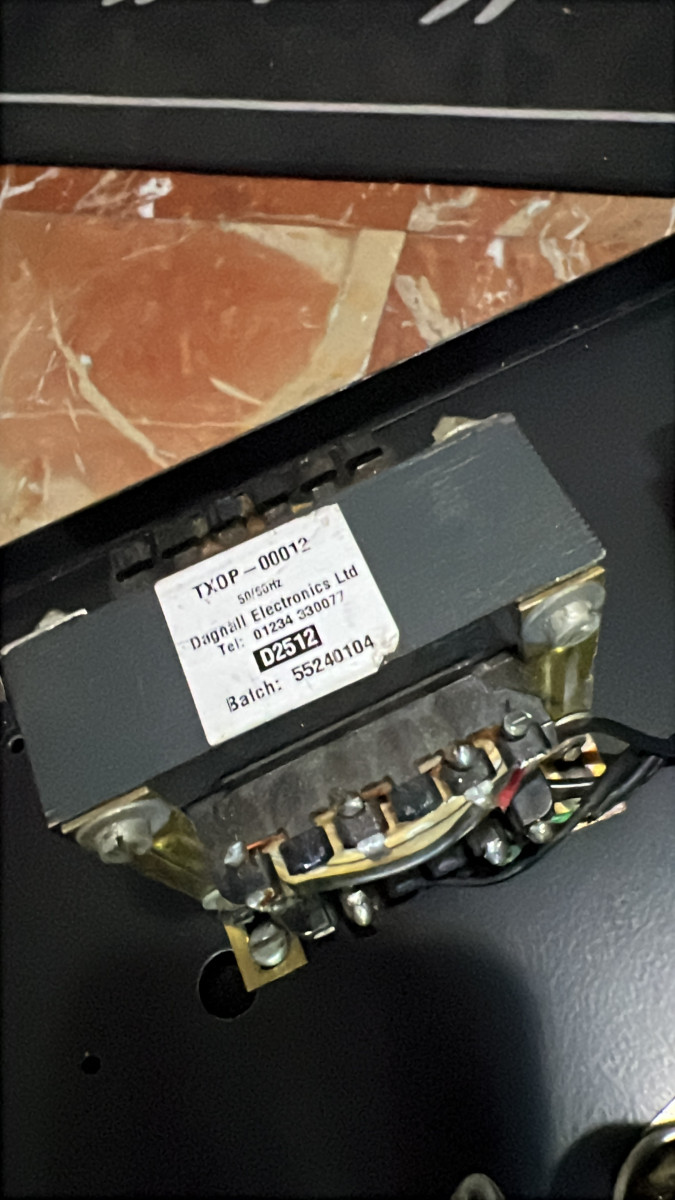 TXOP-00012
50/60Hz
Dagnall Electronics Ltd
Tel: 01234 330077
D2512
Batch: 55240104